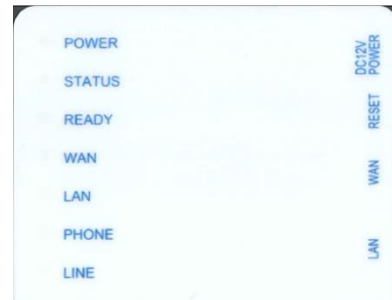 POWER
STATUS
READY
WAN
LAN
PHONE
LINE
DC12V
POWER
RESET
WAN
LAN